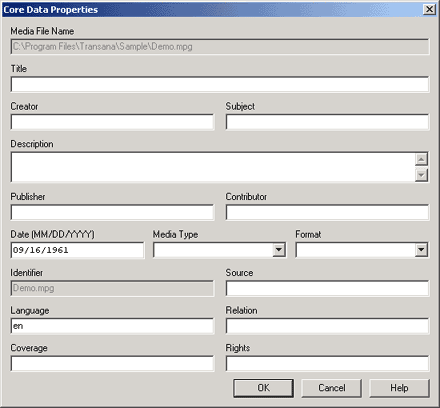 Core Data Properties
Media File Name
C:\Program Files\Transana\Sample\Demo.mpg
Title
Creator Subject
Description
Publisher Contributor
Date (MM/DD/YYYY) Media Type Format
09/16/1961
Identifier Source
Demo.mpg
Language Relation
en
Coverage Rights
OK Cancel Help